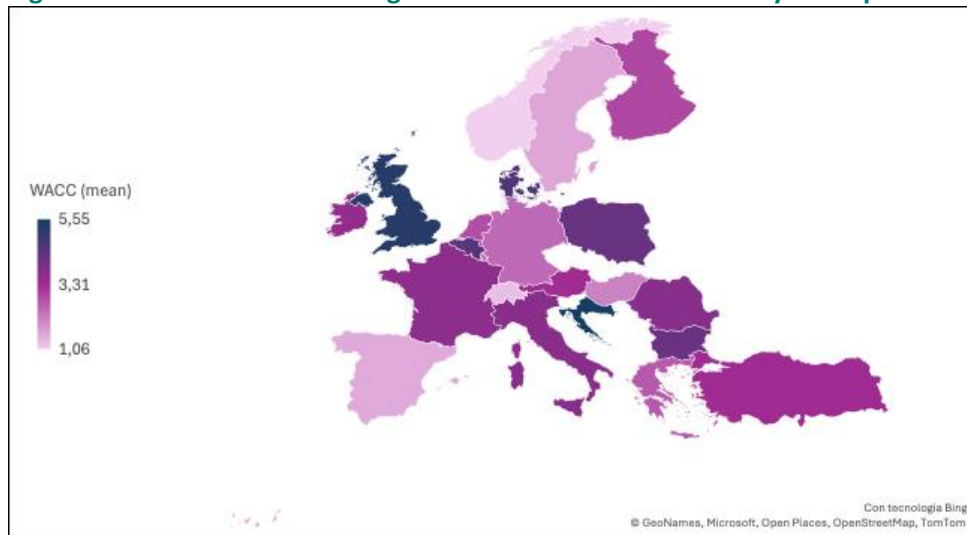 WACC (mean)
5,55
3,31
1,06
Con tecnologia Bing
© GeoNames, Microsoft, Open Places, OpenStreetMap, TomTom